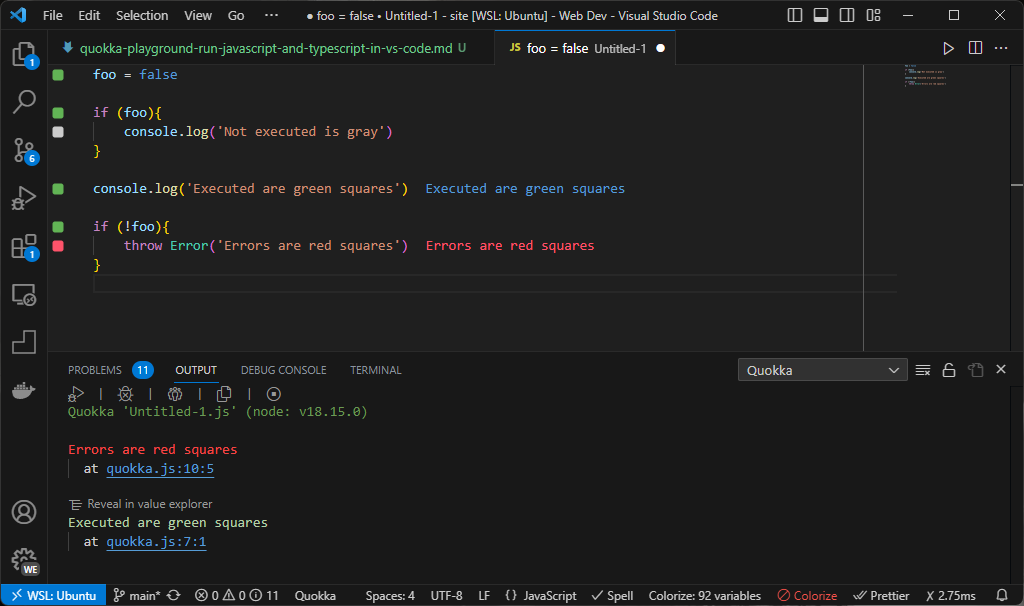 File Edit Selection View Go ··· ● foo = false • Untitled-1 - site [WSL: Ubuntu] - Web Dev - Visual Studio Code
quokka-playground-run-javascript-and-typescript-in-vs-code.md U
JS foo = false Untitled-1 ●
foo = false
if (foo){
console.log('Not executed is gray')
}
console.log('Executed are green squares') Executed are green squares
if (!foo){
throw Error('Errors are red squares') Errors are red squares
}
1
6
1
PROBLEMS 11 OUTPUT DEBUG CONSOLE TERMINAL Quokka
Quokka 'Untitled-1.js' (node: v18.15.0)
Errors are red squares
at quokka.js:10:5
Reveal in value explorer
Executed are green squares
at quokka.js:7:1
WE
WSL: Ubuntu main* 0 0 11 Quokka Spaces: 4 UTF-8 LF {} JavaScript Spell Colorize: 92 variables Colorize Prettier X 2.75ms